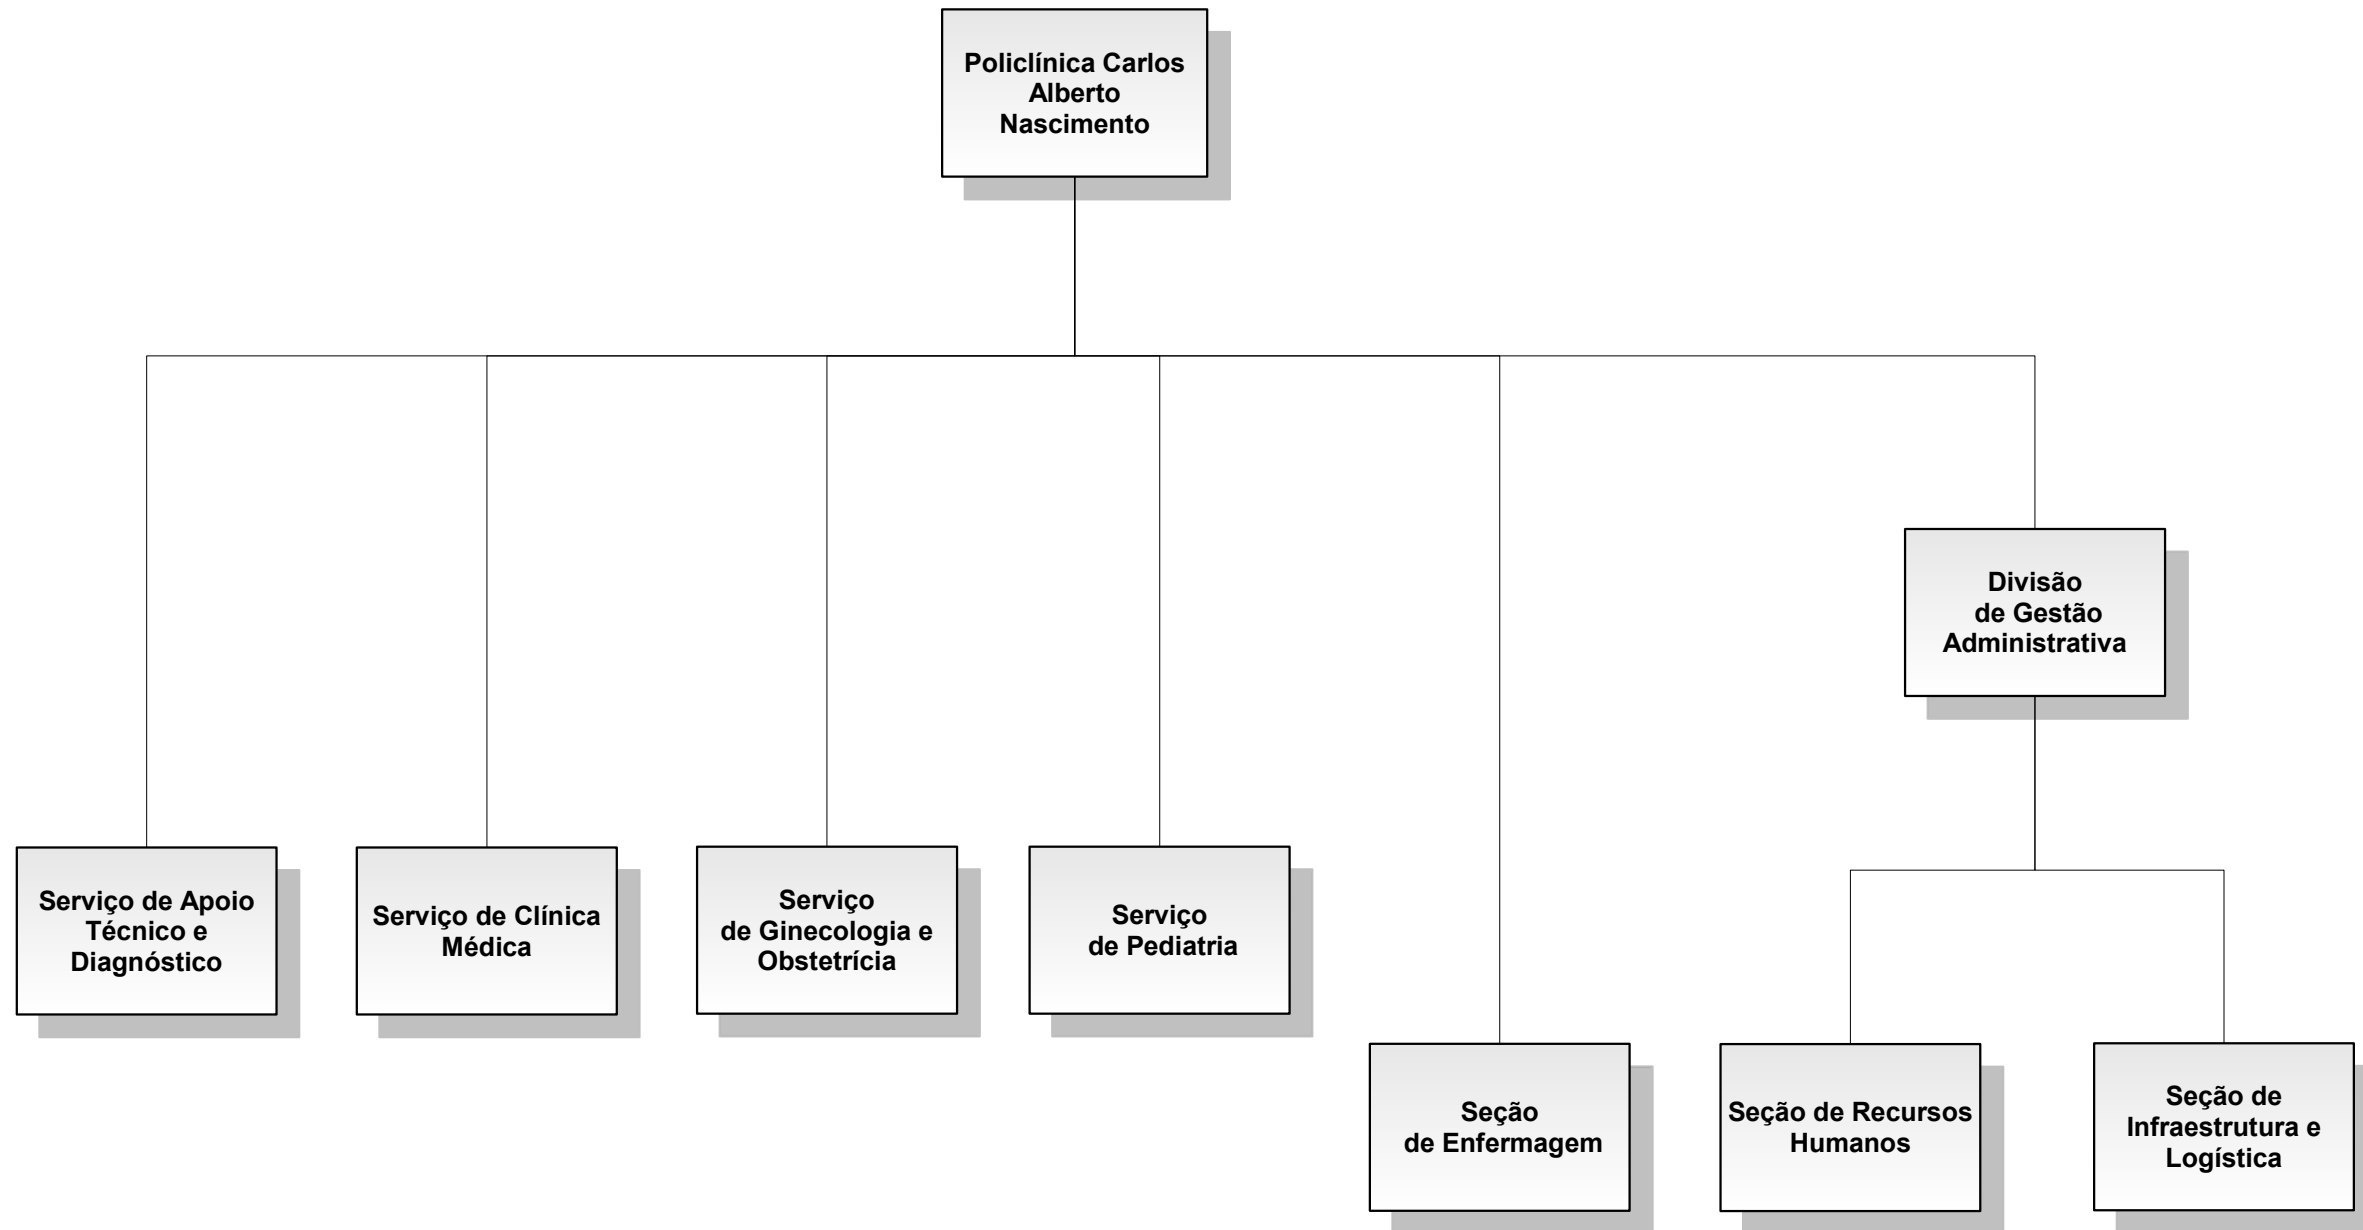 Policlínica Carlos
Alberto
Nascimento
Divisão
de Gestão
Administrativa
Serviço de Apoio
Técnico e
Diagnóstico
Serviço de Clínica
Médica
Serviço
de Ginecologia e
Obstetrícia
Serviço
de Pediatria
Seção
de Enfermagem
Seção de Recursos
Humanos
Seção de
Infraestrutura e
Logística